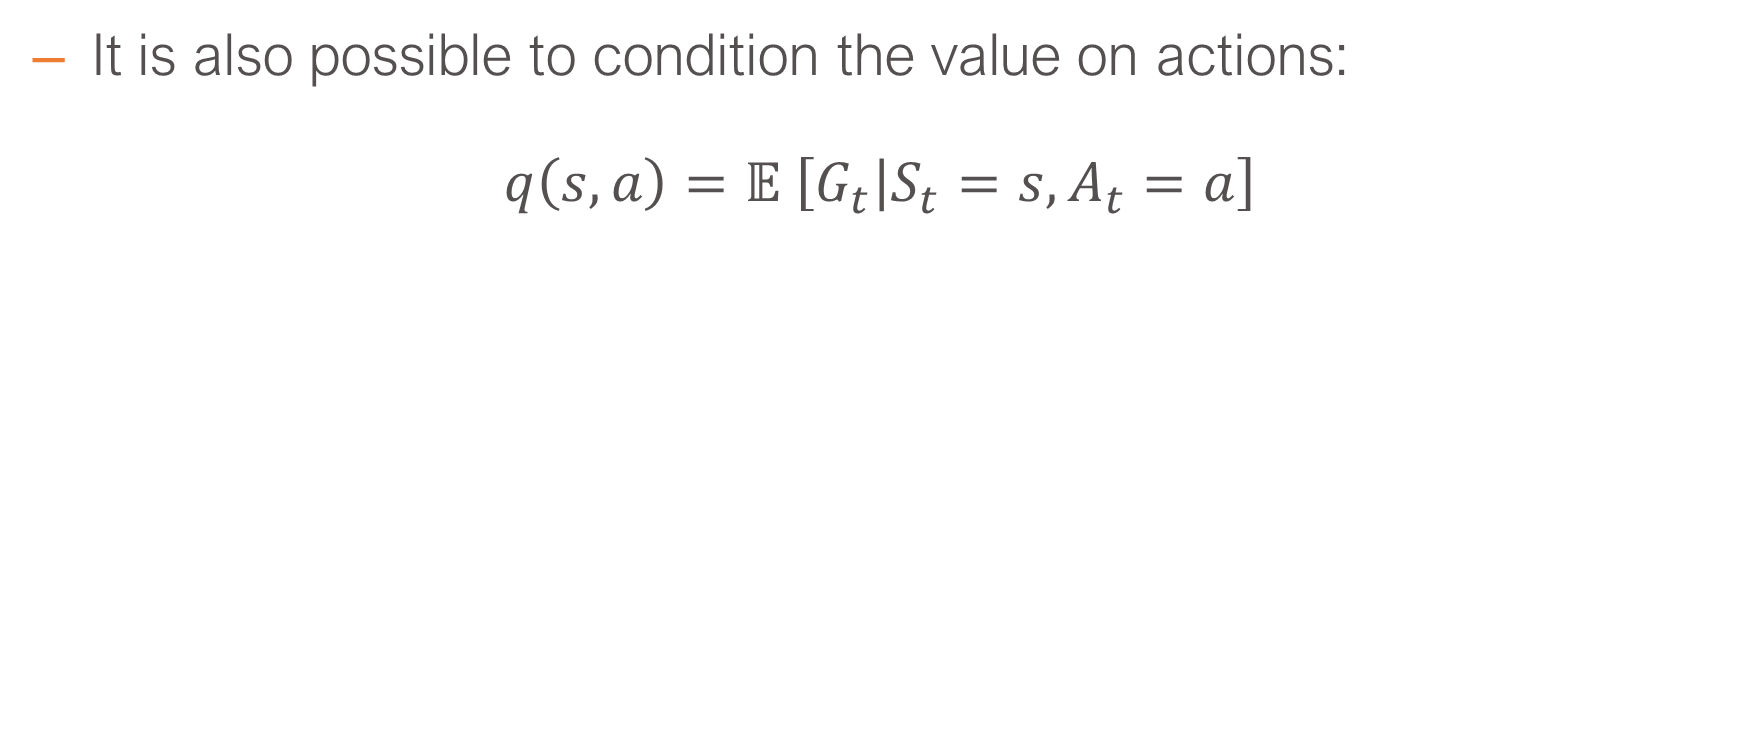 – It is also possible to condition the value on actions:
q(s, a) = 𝔼 [G_t|S_t = s, A_t = a]